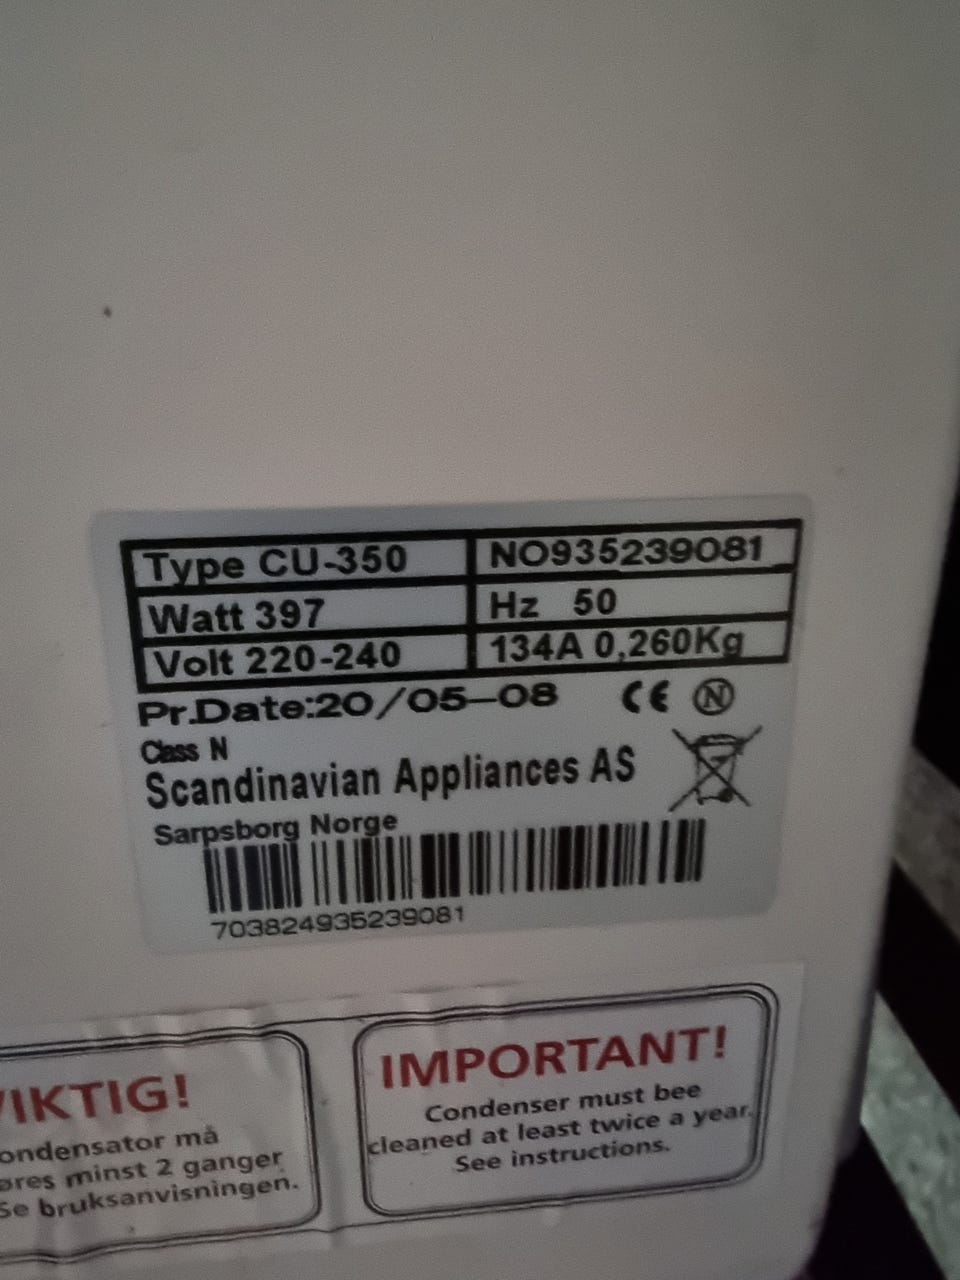 Type CU-350 NO935239081
Watt 397 Hz 50
Volt 220-240 134A 0,260Kg
Pr.Date:20/05-08 CE N
Class N
Scandinavian Appliances AS
Sarpsborg Norge
703824935239081
VIKTIG!
ondensator må
øres minst 2 ganger
Se bruksanvisningen.
IMPORTANT!
Condenser must bee
cleaned at least twice a year.
See instructions.